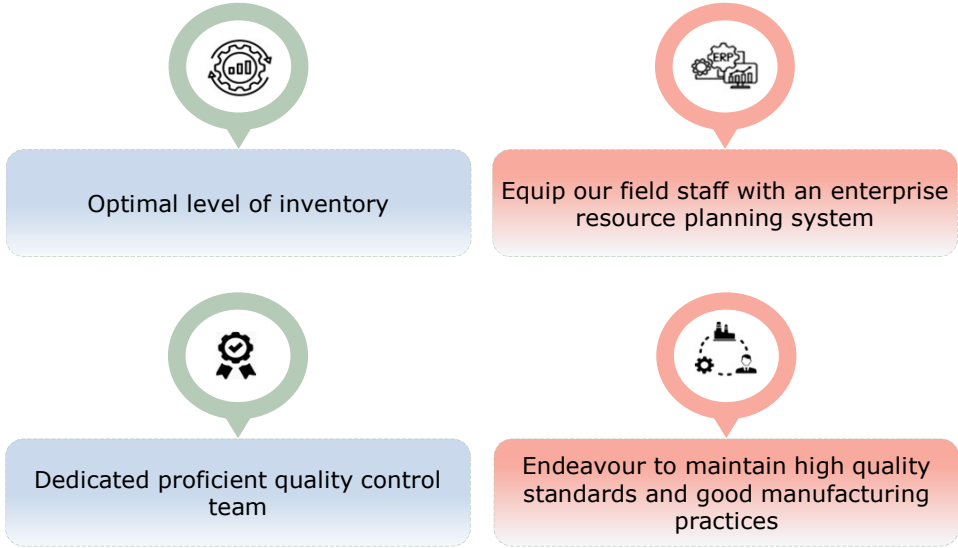 ERP
Optimal level of inventory
Equip our field staff with an enterprise
resource planning system
Dedicated proficient quality control
team
Endeavour to maintain high quality
standards and good manufacturing
practices